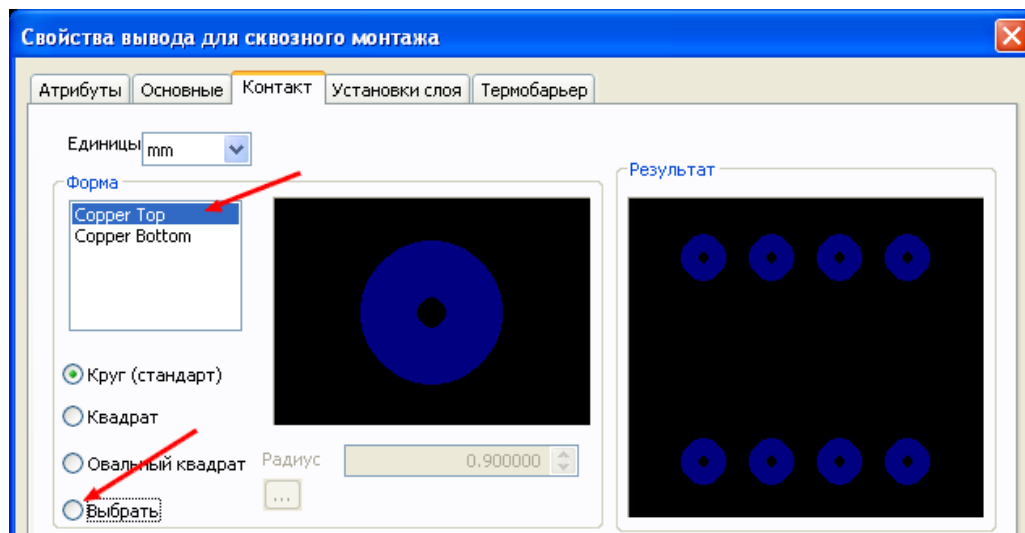 Свойства вывода для сквозного монтажа
Атрибуты Основные Контакт Установки слоя Термобарьер
Единицы mm
Форма
Copper Top
Copper Bottom
Круг (стандарт)
Квадрат
Овальный квадрат Радиус 0.900000
...
Выбрать
Результат